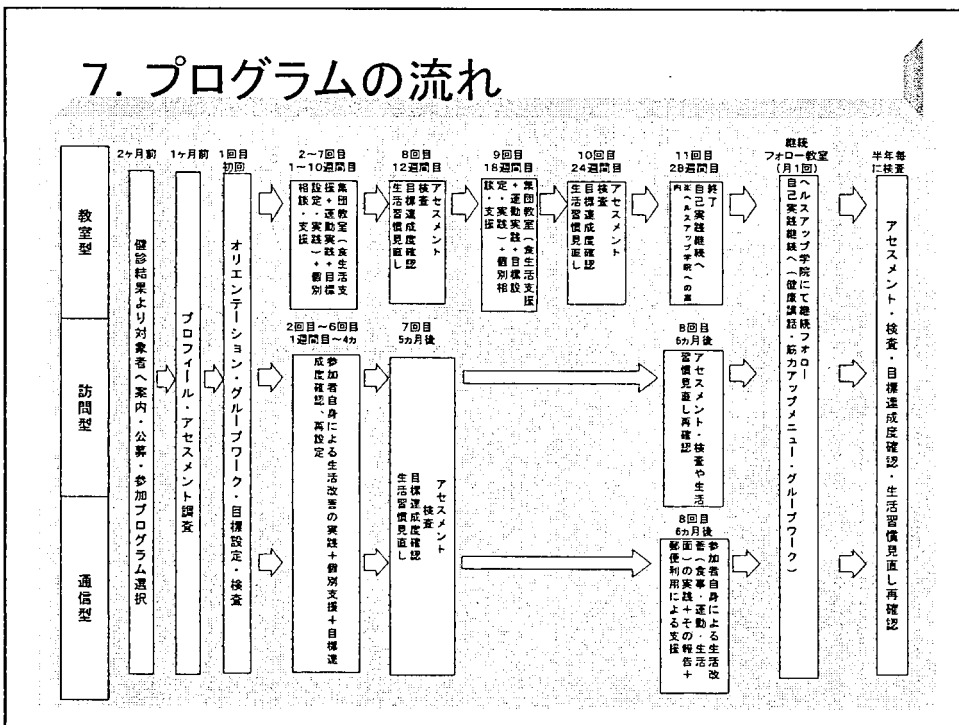 7. プログラムの流れ
2ヶ月前
1ヶ月前
1回目
初回
2~7回目
1~10週間目
8回目
12週間目
9回目
18週間目
10回目
24週間目
11回目
28週間目
継続
フォロー教室
(月1回)
半年毎
に検査
教室型
訪問型
通信型
健診結果より対象者へ案内・公募・参加プログラム選択
プロフィール・アセスメント調査
オリエンテーション・グループワーク・目標設定・検査
集団教室(食生活支
援+運動実践+目標
設定・実践)+個別
相談・支援
アセスメント
検査
目標達成度確認
生活習慣見直し
集団教室(食生活支援
+運動実践+目標設
定・実践)+個別相
談・支援
アセスメント
検査
目標達成度確認
生活習慣見直し
終了
自己実践継続へ
2回目~6回目
1週間目~4カ
参加者自身による生活改善の実践+個別支援+目標達
成度確認、再設定
7回目
5カ月後
アセスメント
検査
目標達成度確認
生活習慣見直し
8回目
6カ月後
アセスメント・検査や生活
習慣見直し再確認
8回目
6カ月後
参加者自身による生活改
善(食事・運動・生活
面)の実践+その報告+
郵便利用による支援
ヘルスアップ学院にて継続フォロー
自己実践継続へ(健康講話・筋力アップメニュー・グループワーク)
アセスメント・検査・目標達成度確認・生活習慣見直し再確認